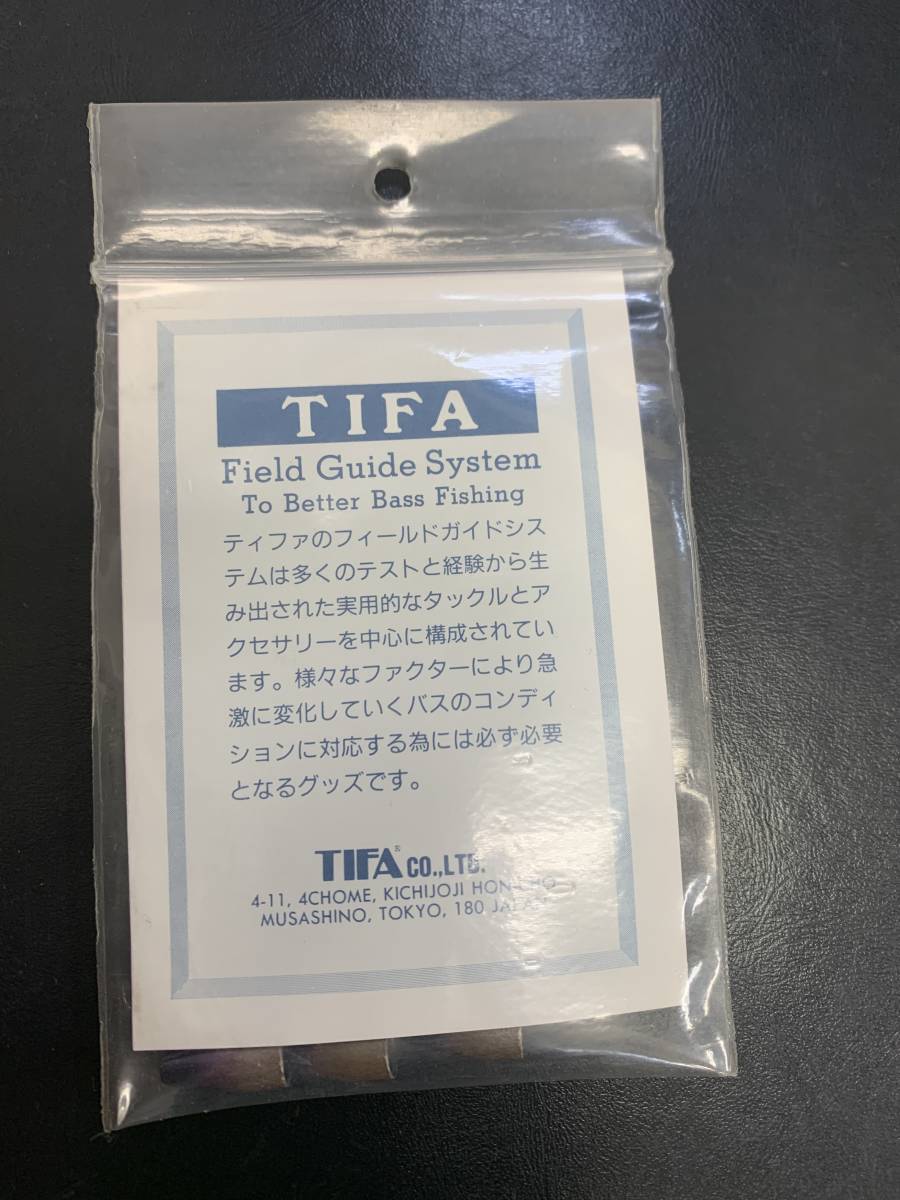 TIFA
Field Guide System
To Better Bass Fishing
ティファのフィールドガイドシス
テムは多くのテストと経験から生
み出された実用的なタックルとア
クセサリーを中心に構成されてい
ます。様々なファクターにより急
激に変化していくバスのコンディ
ションに対応する為には必ず必要
となるグッズです。
TIFA® CO.,LTD.
4-11, 4CHOME, KICHIJOJI HON-CHO
MUSASHINO, TOKYO, 180 JAPAN